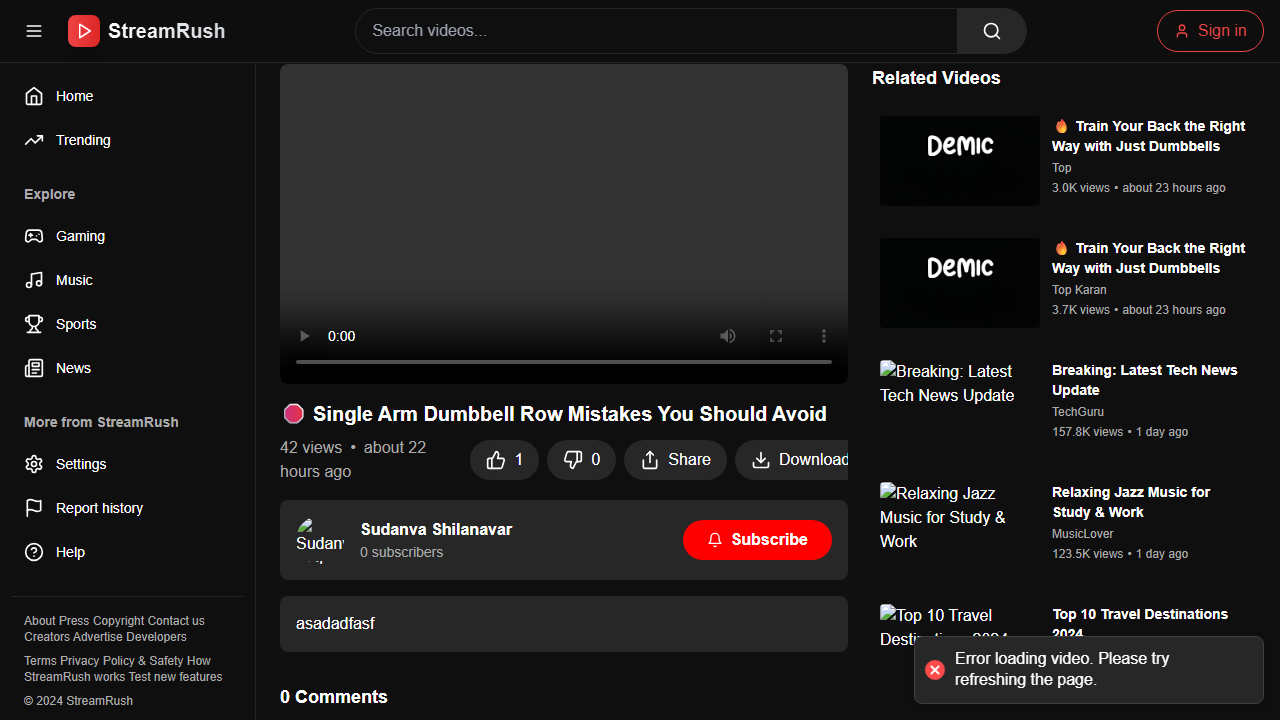 StreamRush
Search videos...
Sign in
Home
Trending
Explore
Gaming
Music
Sports
News
More from StreamRush
Settings
Report history
Help
About Press Copyright Contact us
Creators Advertise Developers
Terms Privacy Policy & Safety How
StreamRush works Test new features
© 2024 StreamRush
0:00
Single Arm Dumbbell Row Mistakes You Should Avoid
42 views • about 22
hours ago
1
0
Share
Download
Sudanva Shilanavar
0 subscribers
Subscribe
asadadfasf
0 Comments
Related Videos
DEMIC
🔥 Train Your Back the Right
Way with Just Dumbbells
Top
3.0K views • about 23 hours ago
DEMIC
🔥 Train Your Back the Right
Way with Just Dumbbells
Top Karan
3.7K views • about 23 hours ago
Breaking: Latest
Tech News Update
Breaking: Latest Tech News
Update
TechGuru
157.8K views • 1 day ago
Relaxing Jazz
Music for Study &
Work
Relaxing Jazz Music for
Study & Work
MusicLover
123.5K views • 1 day ago
Top 10 Travel
Destinations 2024
Top 10 Travel Destinations
2024
Error loading video. Please try
refreshing the page.